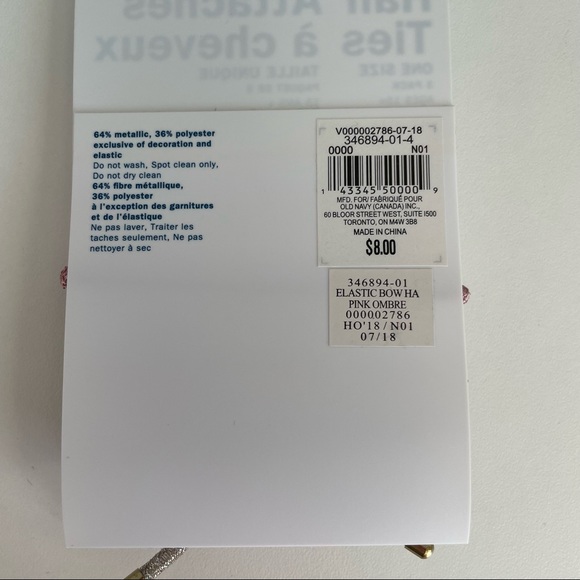 Hair Attaches
Ties à cheveux
ONE SIZE TAILLE UNIQUE
64% metallic, 36% polyester
exclusive of decoration and
elastic
Do not wash, Spot clean only,
Do not dry clean
64% fibre métallique,
36% polyester
à l'exception des garnitures
et de l'élastique
Ne pas laver, Traiter les
taches seulement, Ne pas
nettoyer à sec
V000002786-07-18
346894-01-4
0000 N01
1 43345 50000 9
MFD. FOR/ FABRIQUÉ POUR
OLD NAVY (CANADA) INC.,
60 BLOOR STREET WEST, SUITE 1500
TORONTO, ON M4W 3B8
MADE IN CHINA
$8.00
346894-01
ELASTIC BOW HA
PINK OMBRE
000002786
HO'18 / N01
07/18